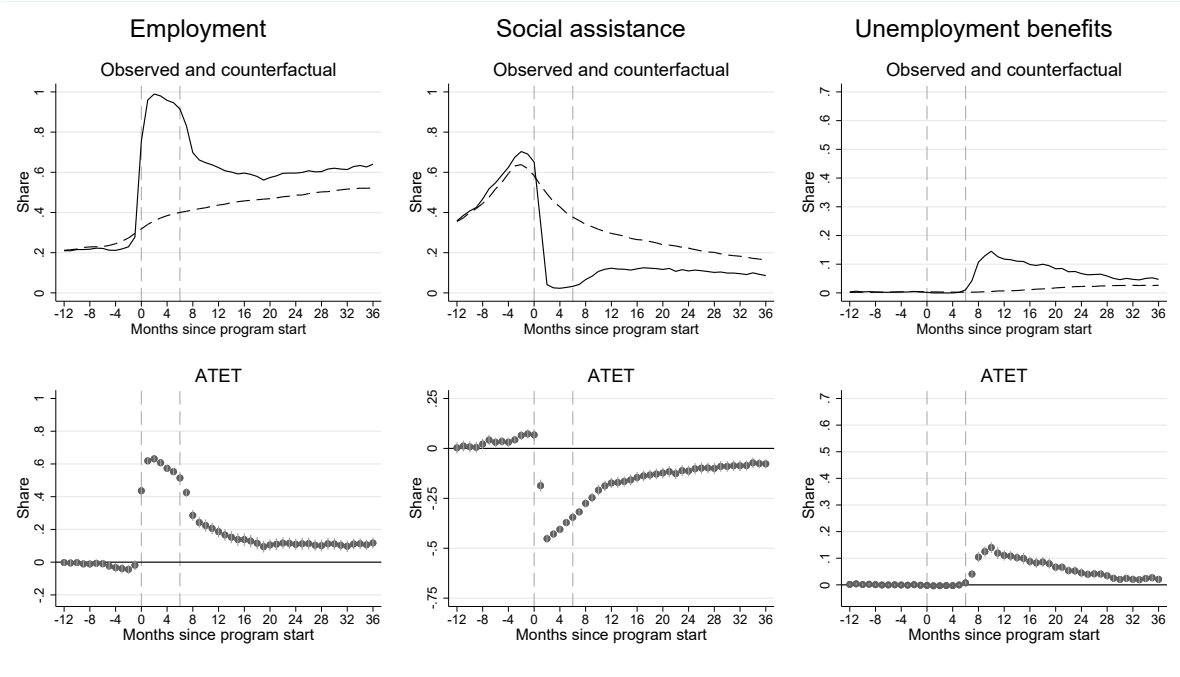 Employment
Social assistance
Unemployment benefits
Observed and counterfactual
Observed and counterfactual
Observed and counterfactual
Share
1
.8
.6
.4
.2
0
-12 -8 -4 0 4 8 12 16 20 24 28 32 36
Months since program start
Share
1
.8
.6
.4
.2
0
-12 -8 -4 0 4 8 12 16 20 24 28 32 36
Months since program start
Share
.7
.6
.5
.4
.3
.2
.1
0
-12 -8 -4 0 4 8 12 16 20 24 28 32 36
Months since program start
ATET
ATET
ATET
Share
1
.8
.6
.4
.2
0
-.2
-12 -8 -4 0 4 8 12 16 20 24 28 32 36
Months since program start
Share
.25
0
-.25
-.5
-.75
-12 -8 -4 0 4 8 12 16 20 24 28 32 36
Months since program start
Share
.7
.6
.5
.4
.3
.2
.1
0
-12 -8 -4 0 4 8 12 16 20 24 28 32 36
Months since program start